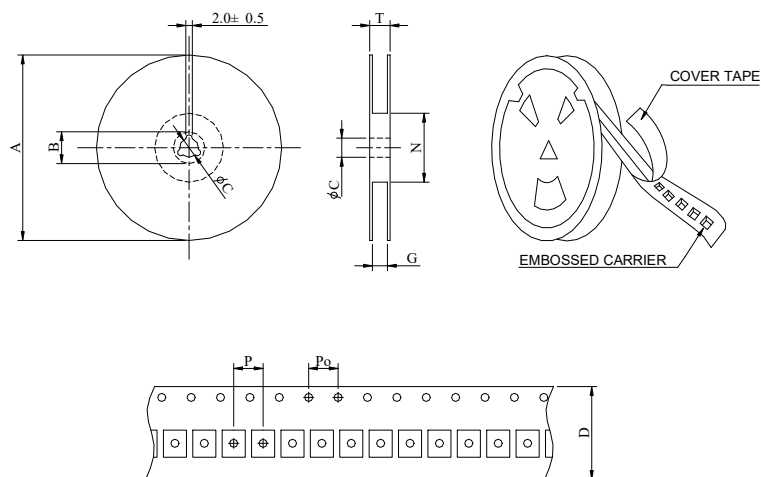 2.0± 0.5
T
COVER TAPE
A
B
ϕC
ϕC
N
G
EMBOSSED CARRIER
P
Po
D